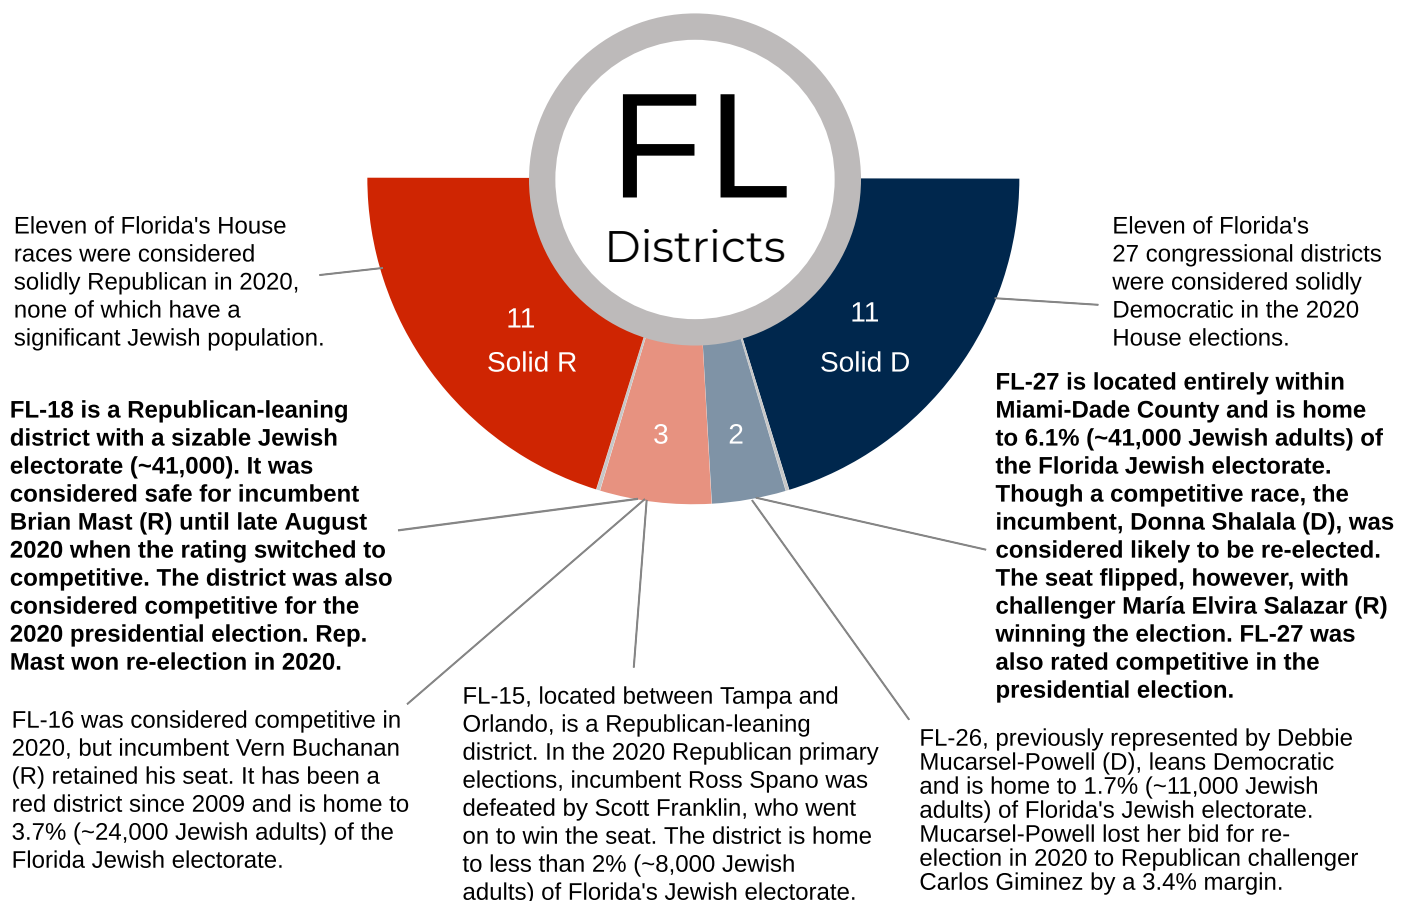 FL
Districts
11
Solid R
3
2
11
Solid D
Eleven of Florida's House
races were considered
solidly Republican in 2020,
none of which have a
significant Jewish population.
Eleven of Florida's
27 congressional districts
were considered solidly
Democratic in the 2020
House elections.
FL-18 is a Republican-leaning
district with a sizable Jewish
electorate (~41,000). It was
considered safe for incumbent
Brian Mast (R) until late August
2020 when the rating switched to
competitive. The district was also
considered competitive for the
2020 presidential election. Rep.
Mast won re-election in 2020.
FL-27 is located entirely within
Miami-Dade County and is home
to 6.1% (~41,000 Jewish adults) of
the Florida Jewish electorate.
Though a competitive race, the
incumbent, Donna Shalala (D), was
considered likely to be re-elected.
The seat flipped, however, with
challenger María Elvira Salazar (R)
winning the election. FL-27 was
also rated competitive in the
presidential election.
FL-16 was considered competitive in
2020, but incumbent Vern Buchanan
(R) retained his seat. It has been a
red district since 2009 and is home to
3.7% (~24,000 Jewish adults) of the
Florida Jewish electorate.
FL-15, located between Tampa and
Orlando, is a Republican-leaning
district. In the 2020 Republican primary
elections, incumbent Ross Spano was
defeated by Scott Franklin, who went
on to win the seat. The district is home
to less than 2% (~8,000 Jewish
adults) of Florida's Jewish electorate.
FL-26, previously represented by Debbie
Mucarsel-Powell (D), leans Democratic
and is home to 1.7% (~11,000 Jewish
adults) of Florida's Jewish electorate.
Mucarsel-Powell lost her bid for re-
election in 2020 to Republican challenger
Carlos Giminez by a 3.4% margin.